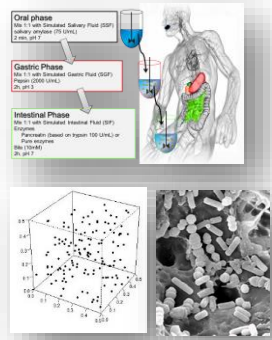 Oral phase
Mix 1:1 with Simulated Salivary Fluid (SSF)
salivary amylase (75 U/mL)
2 min, pH 7
Gastric Phase
Mix 1:1 with Simulated Gastric Fluid (SGF)
Pepsin (2000 U/mL)
2h, pH 3
Intestinal Phase
Mix 1:1 with Simulated Intestinal Fluid (SIF)
Enzymes
Pancreatin (based on trypsin 100 U/mL) or
Pure enzymes
Bile (10mM)
2h, pH 7